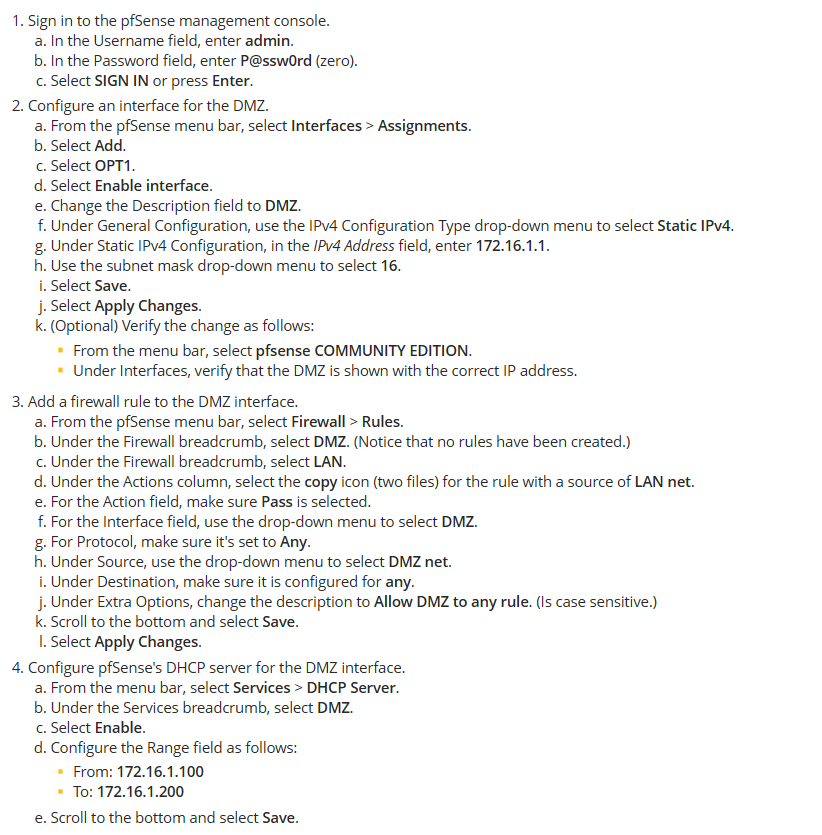 1. Sign in to the pfSense management console.
a. In the Username field, enter admin.
b. In the Password field, enter P@ssw0rd (zero).
c. Select SIGN IN or press Enter.
2. Configure an interface for the DMZ.
a. From the pfSense menu bar, select Interfaces > Assignments.
b. Select Add.
c. Select OPT1.
d. Select Enable interface.
e. Change the Description field to DMZ.
f. Under General Configuration, use the IPv4 Configuration Type drop-down menu to select Static IPv4.
g. Under Static IPv4 Configuration, in the IPv4 Address field, enter 172.16.1.1.
h. Use the subnet mask drop-down menu to select 16.
i. Select Save.
j. Select Apply Changes.
k. (Optional) Verify the change as follows:
▪ From the menu bar, select pfsense COMMUNITY EDITION.
▪ Under Interfaces, verify that the DMZ is shown with the correct IP address.
3. Add a firewall rule to the DMZ interface.
a. From the pfSense menu bar, select Firewall > Rules.
b. Under the Firewall breadcrumb, select DMZ. (Notice that no rules have been created.)
c. Under the Firewall breadcrumb, select LAN.
d. Under the Actions column, select the copy icon (two files) for the rule with a source of LAN net.
e. For the Action field, make sure Pass is selected.
f. For the Interface field, use the drop-down menu to select DMZ.
g. For Protocol, make sure it's set to Any.
h. Under Source, use the drop-down menu to select DMZ net.
i. Under Destination, make sure it is configured for any.
j. Under Extra Options, change the description to Allow DMZ to any rule. (Is case sensitive.)
k. Scroll to the bottom and select Save.
l. Select Apply Changes.
4. Configure pfSense's DHCP server for the DMZ interface.
a. From the menu bar, select Services > DHCP Server.
b. Under the Services breadcrumb, select DMZ.
c. Select Enable.
d. Configure the Range field as follows:
▪ From: 172.16.1.100
▪ To: 172.16.1.200
e. Scroll to the bottom and select Save.